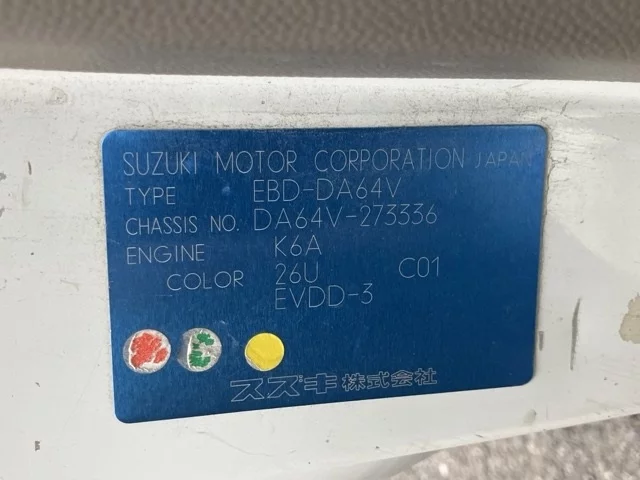 SUZUKI MOTOR CORPORATION JAPAN
TYPE EBD-DA64V
CHASSIS NO. DA64V-273336
ENGINE K6A
COLOR 26U C01
EVDD-3
スズキ株式会社